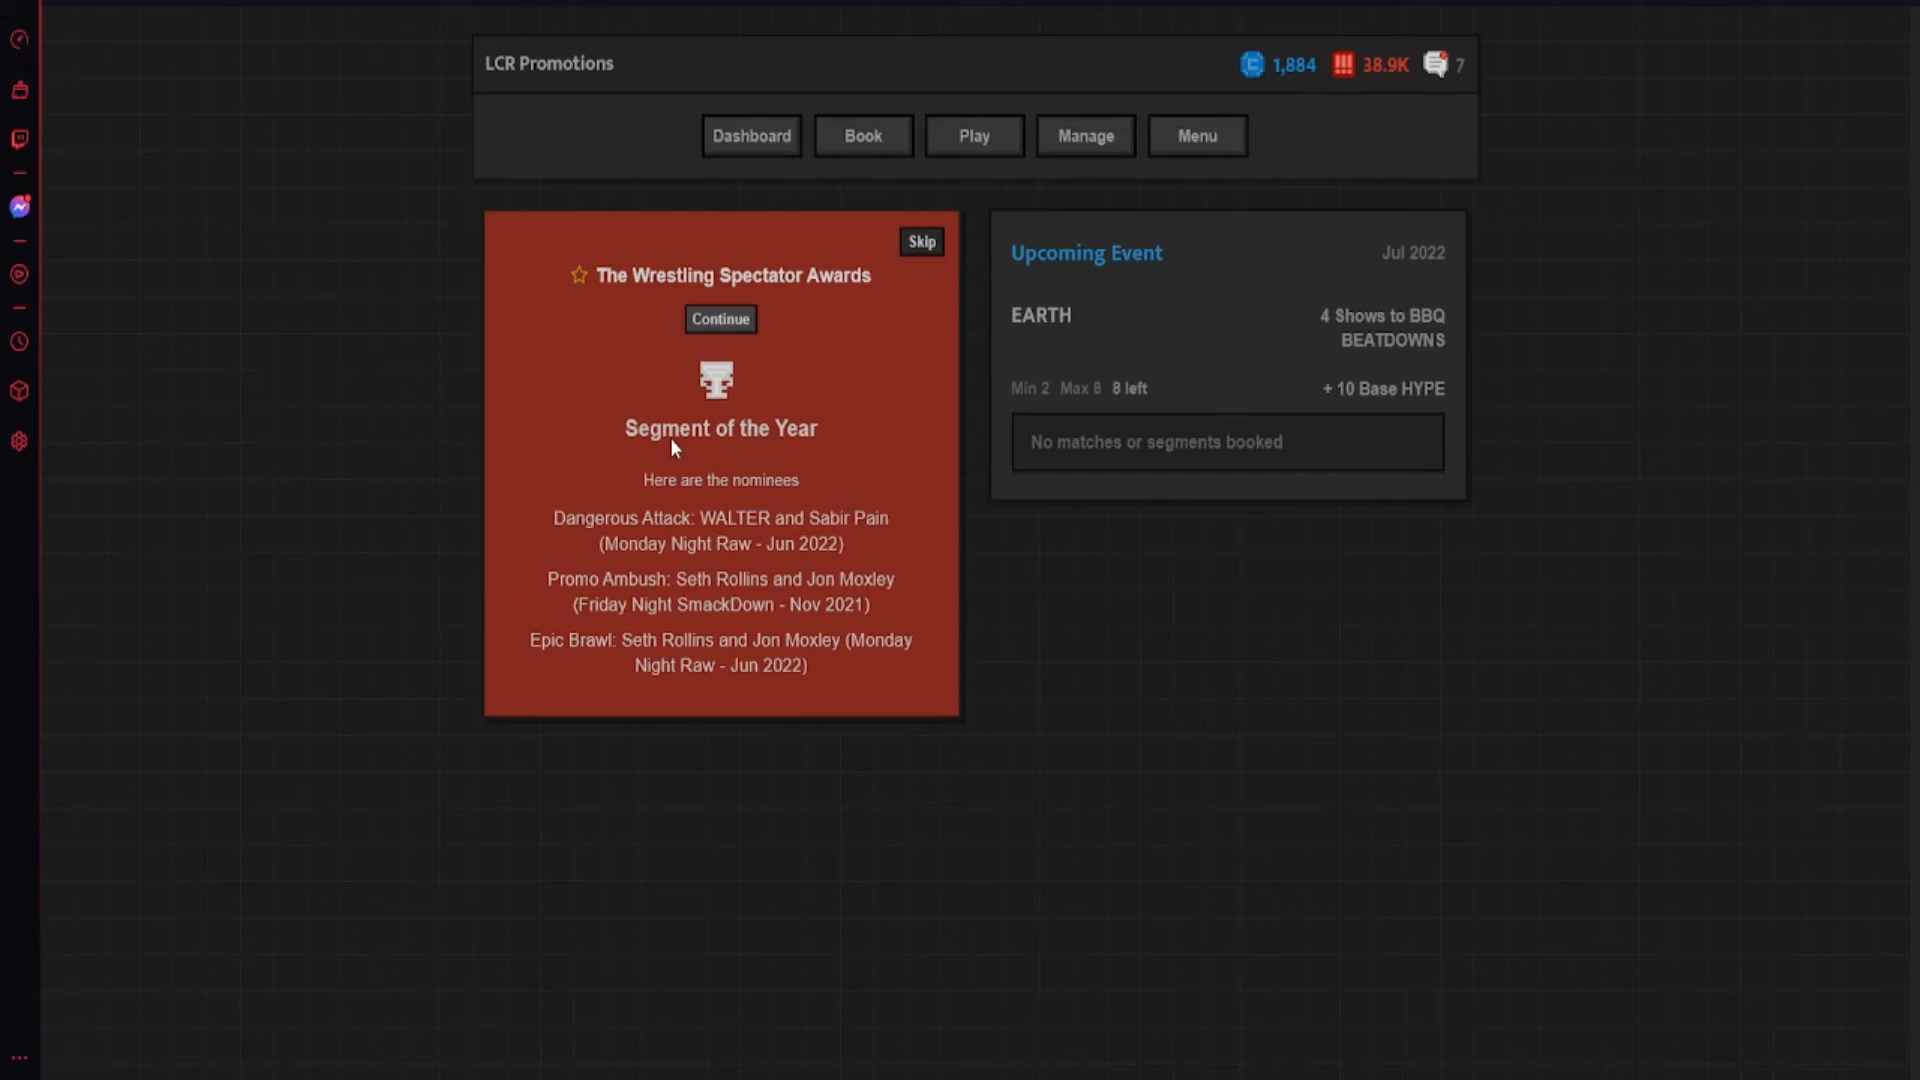 LCR Promotions
1,884
38.9K
7
Dashboard
Book
Play
Manage
Menu
Skip
The Wrestling Spectator Awards
Continue
Segment of the Year
Here are the nominees
Dangerous Attack: WALTER and Sabir Pain
(Monday Night Raw - Jun 2022)
Promo Ambush: Seth Rollins and Jon Moxley
(Friday Night SmackDown - Nov 2021)
Epic Brawl: Seth Rollins and Jon Moxley (Monday
Night Raw - Jun 2022)
Upcoming Event
Jul 2022
EARTH
4 Shows to BBQ
BEATDOWNS
Min 2 Max 8 8 left
+ 10 Base HYPE
No matches or segments booked